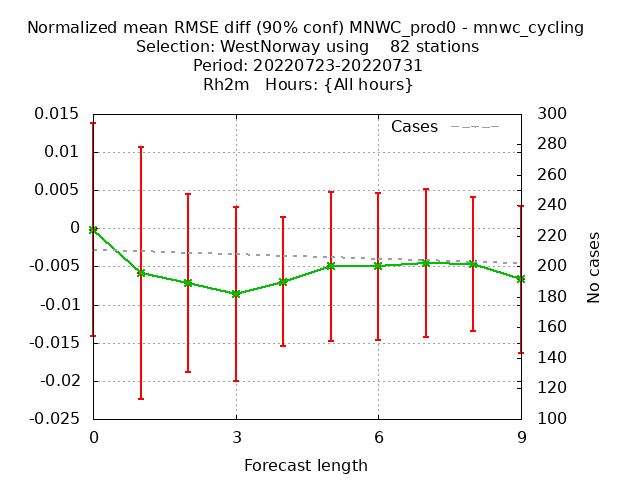 Normalized mean RMSE diff (90% conf) MNWC_prod0 - mnwc_cycling
Selection: WestNorway using    82 stations
Period: 20220723-20220731
Rh2m   Hours: {All hours}
0.015 300
Cases
280
0.01
260
0.005
240
0 220
-0.005 200
No cases
-0.01 180
160
-0.015
140
-0.02
120
-0.025 100
0 3 6 9
Forecast length